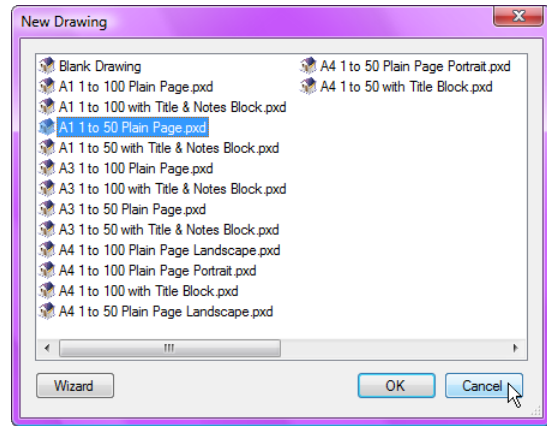 New Drawing
Blank Drawing
A1 1 to 100 Plain Page.pxd
A1 1 to 100 with Title & Notes Block.pxd
A1 1 to 50 Plain Page.pxd
A1 1 to 50 with Title & Notes Block.pxd
A3 1 to 100 Plain Page.pxd
A3 1 to 100 with Title & Notes Block.pxd
A3 1 to 50 Plain Page.pxd
A3 1 to 50 with Title & Notes Block.pxd
A4 1 to 100 Plain Page Landscape.pxd
A4 1 to 100 Plain Page Portrait.pxd
A4 1 to 100 with Title Block.pxd
A4 1 to 50 Plain Page Landscape.pxd
A4 1 to 50 Plain Page Portrait.pxd
A4 1 to 50 with Title Block.pxd
Wizard
OK
Cancel